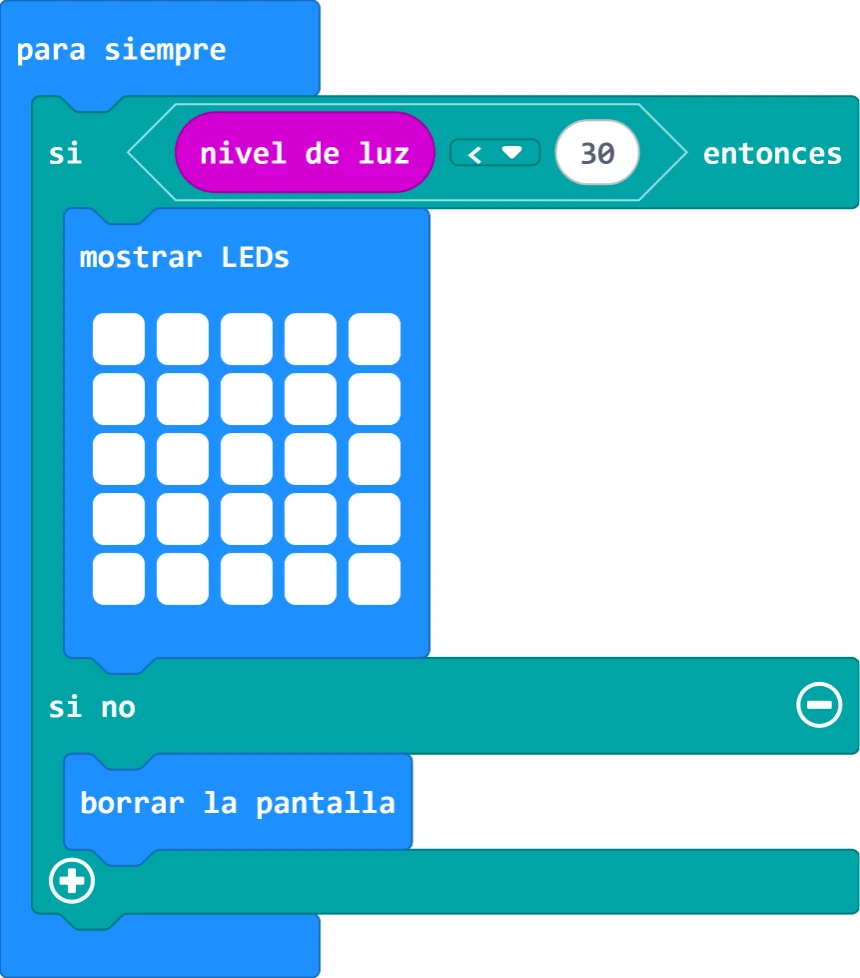 para siempre
si nivel de luz < 30 entonces
mostrar LEDs
si no
borrar la pantalla